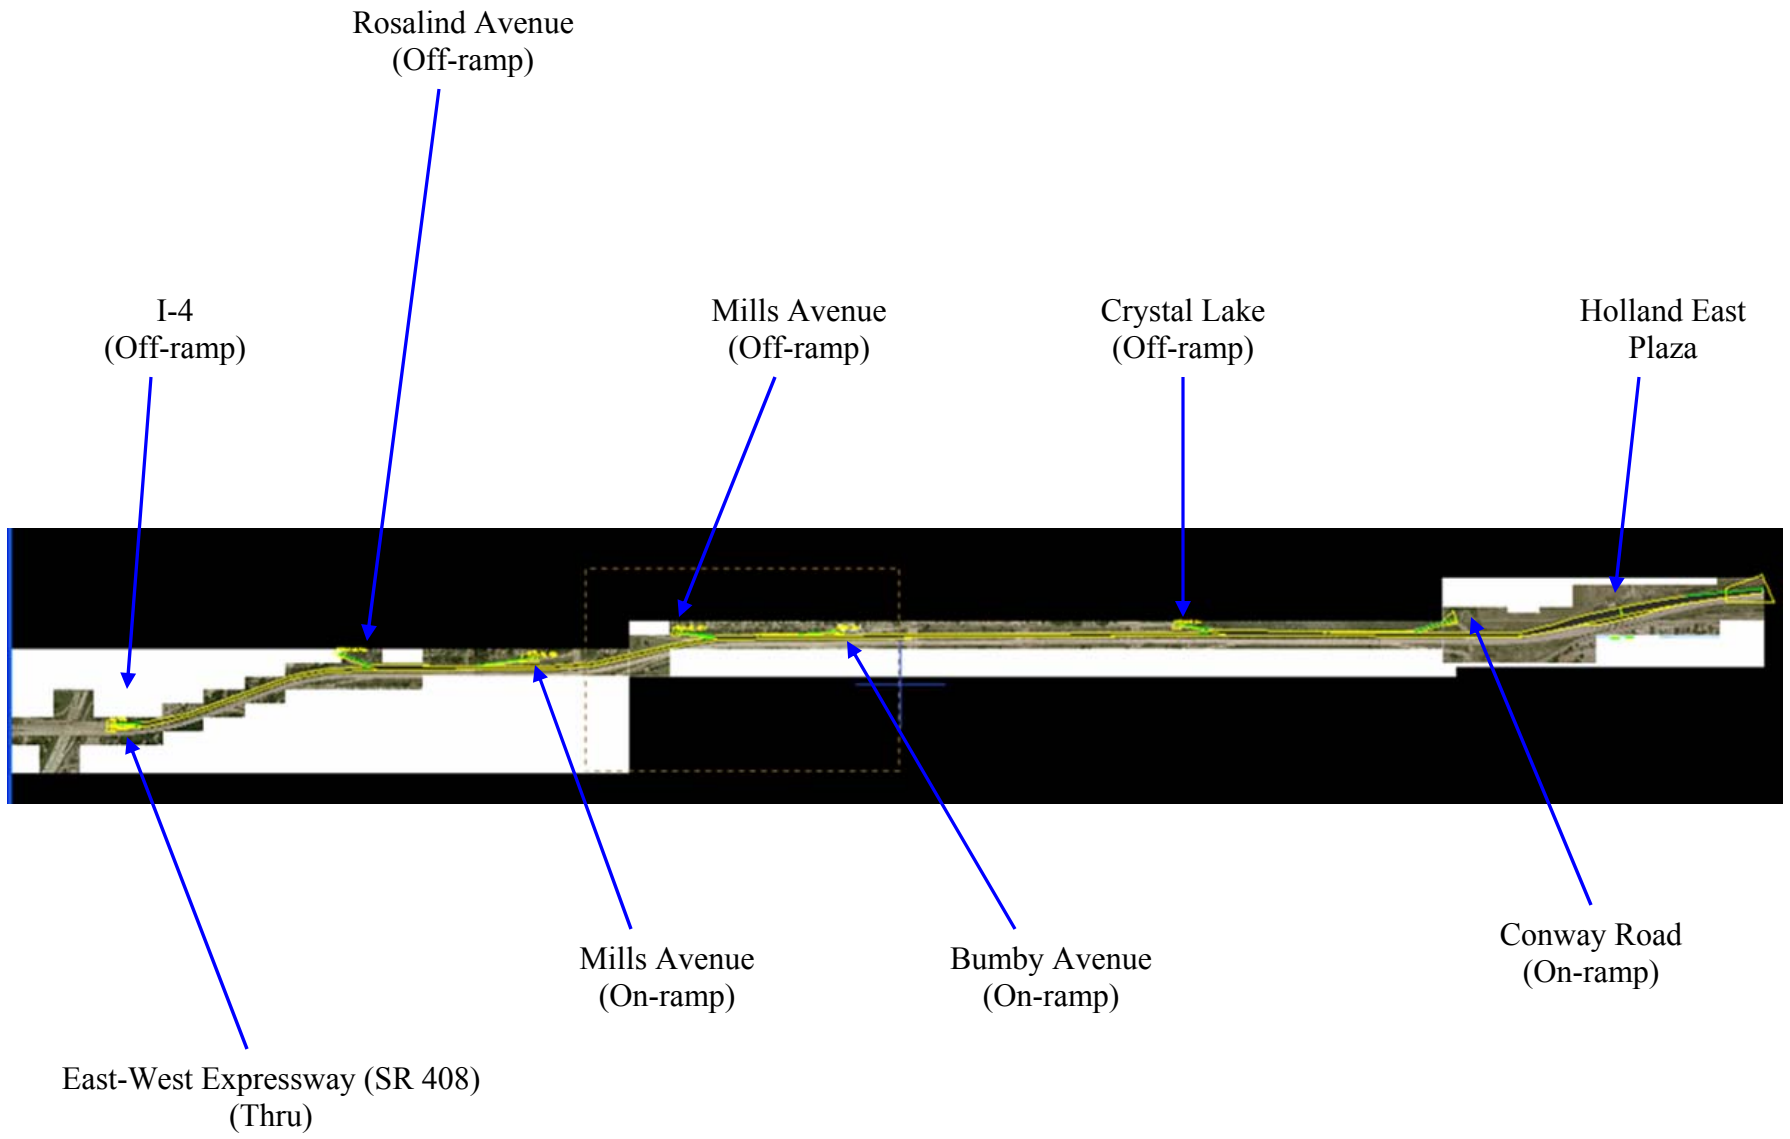 Rosalind Avenue
(Off-ramp)
I-4
(Off-ramp)
Mills Avenue
(Off-ramp)
Crystal Lake
(Off-ramp)
Holland East
Plaza
Mills Avenue
(On-ramp)
Bumby Avenue
(On-ramp)
Conway Road
(On-ramp)
East-West Expressway (SR 408)
(Thru)